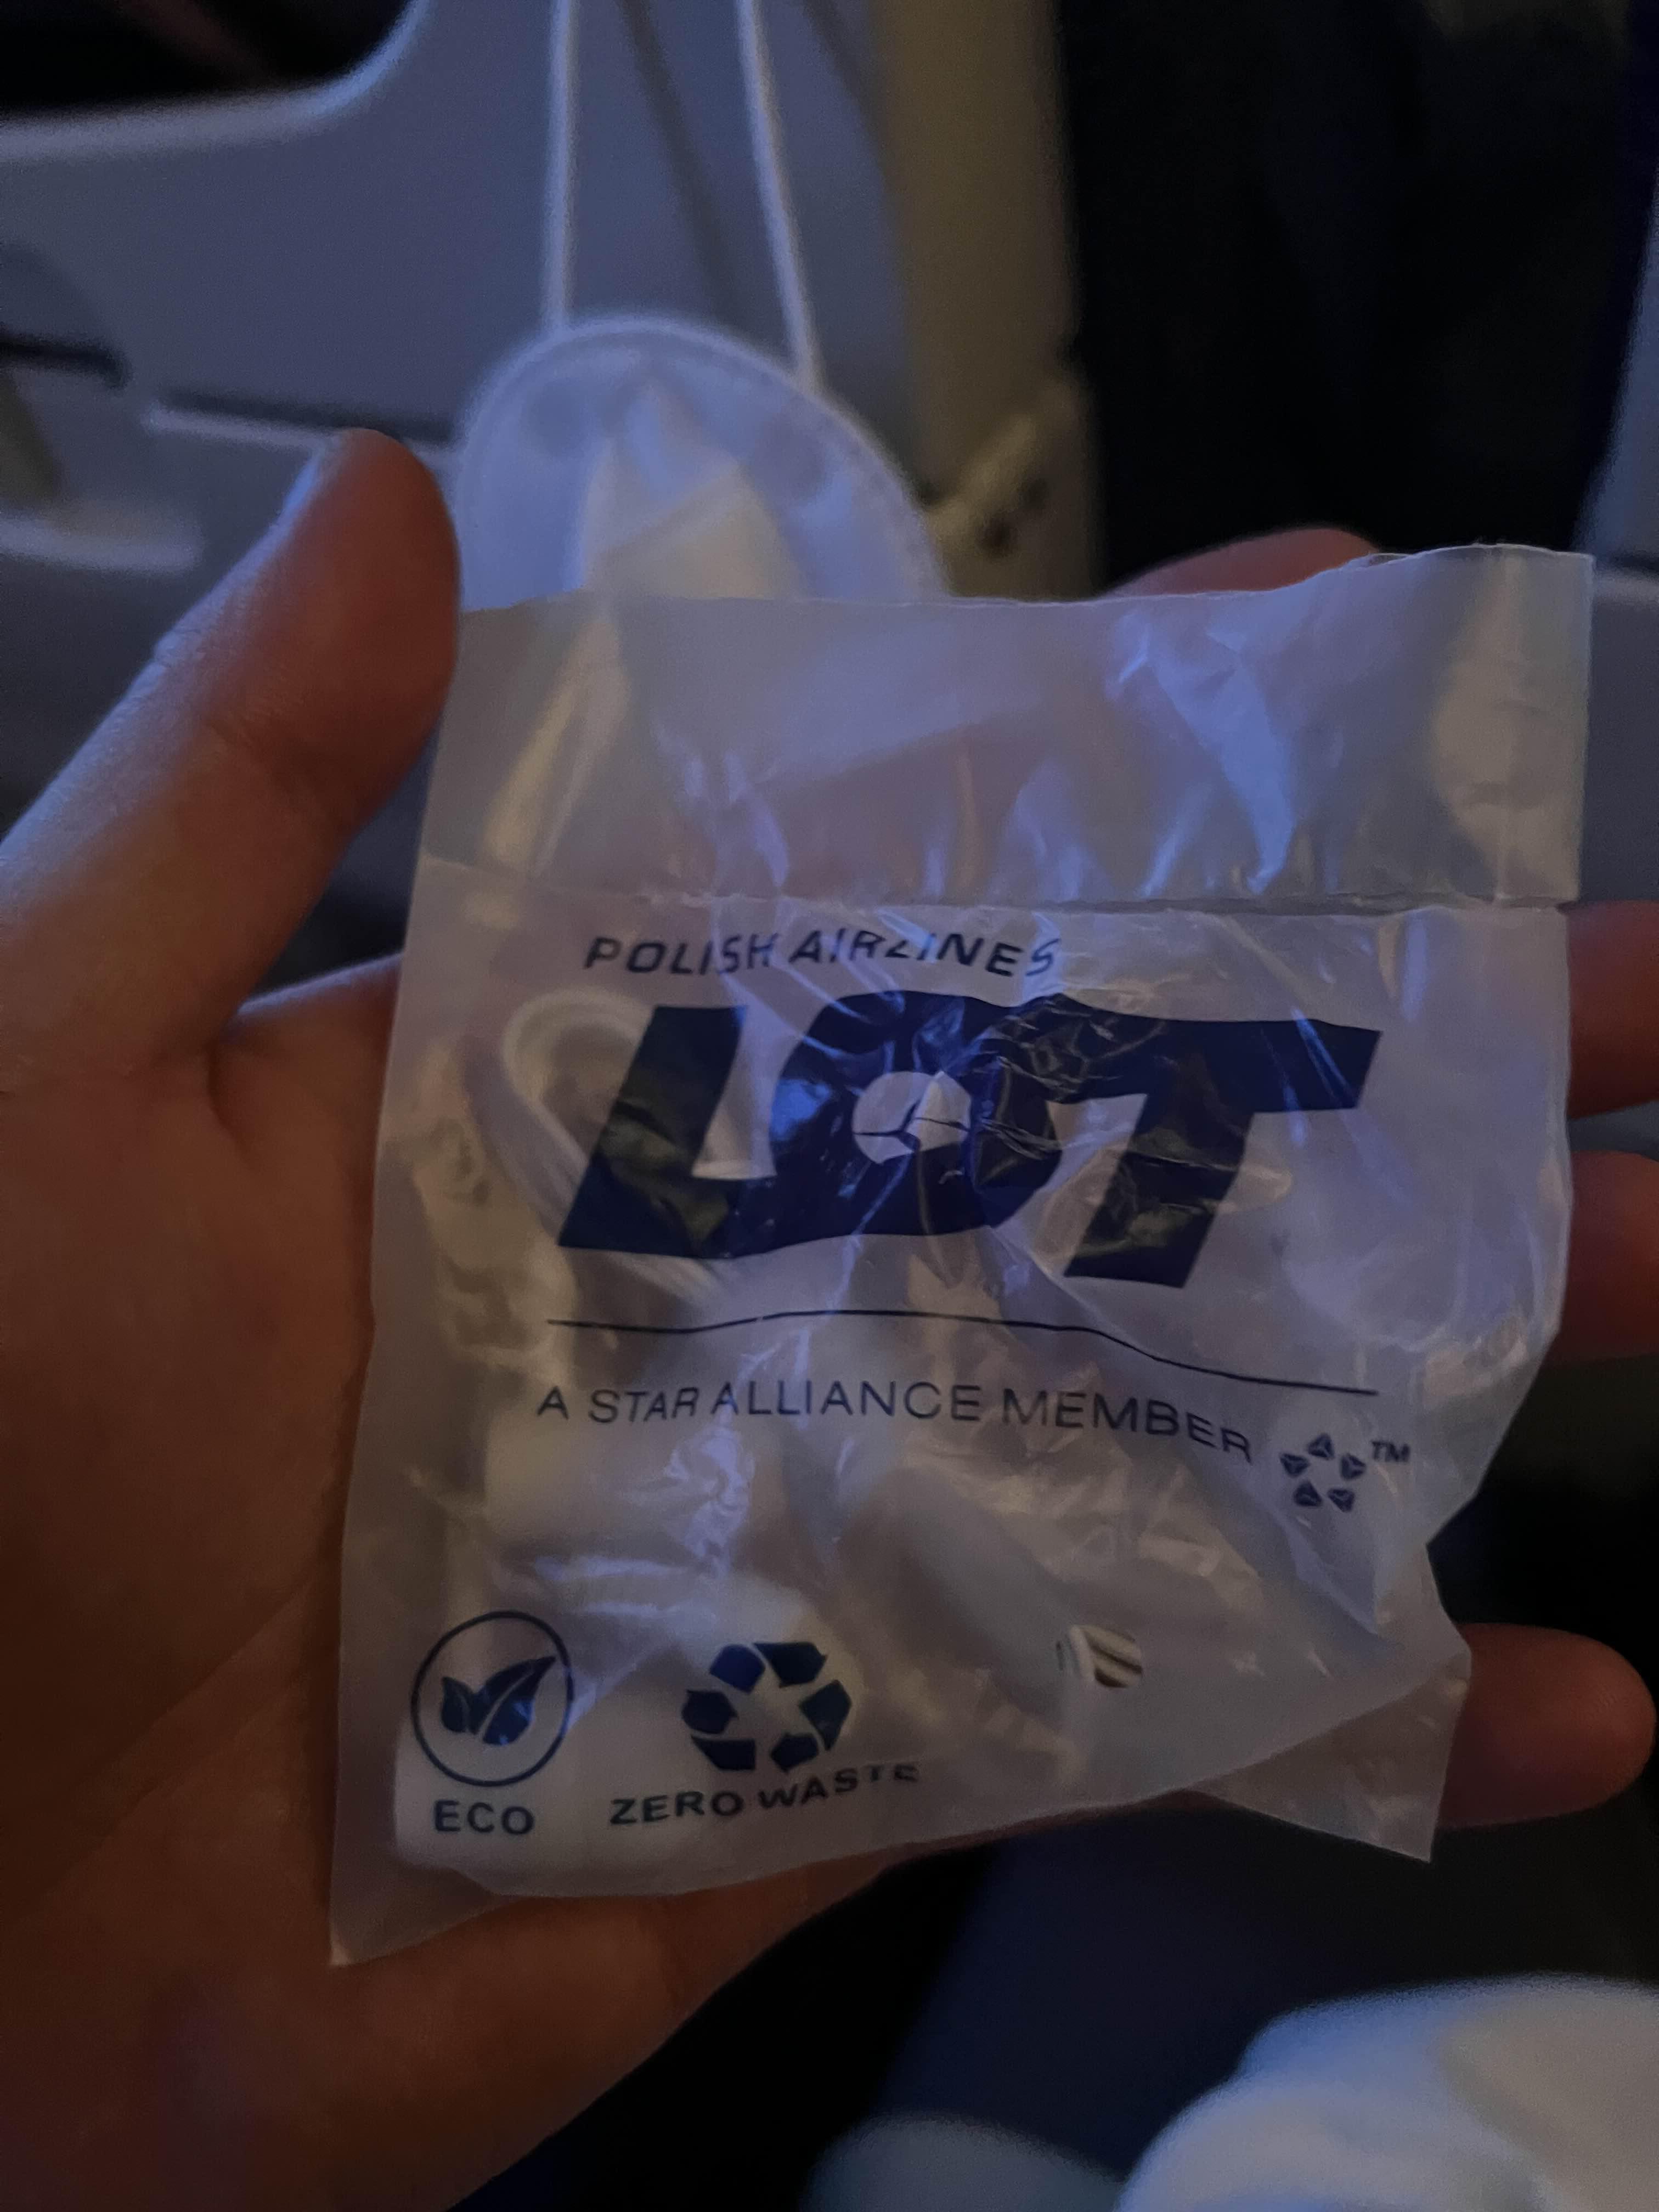 POLISH AIRLINES
LOT
A STAR ALLIANCE MEMBER TM
ECO
ZERO WASTE